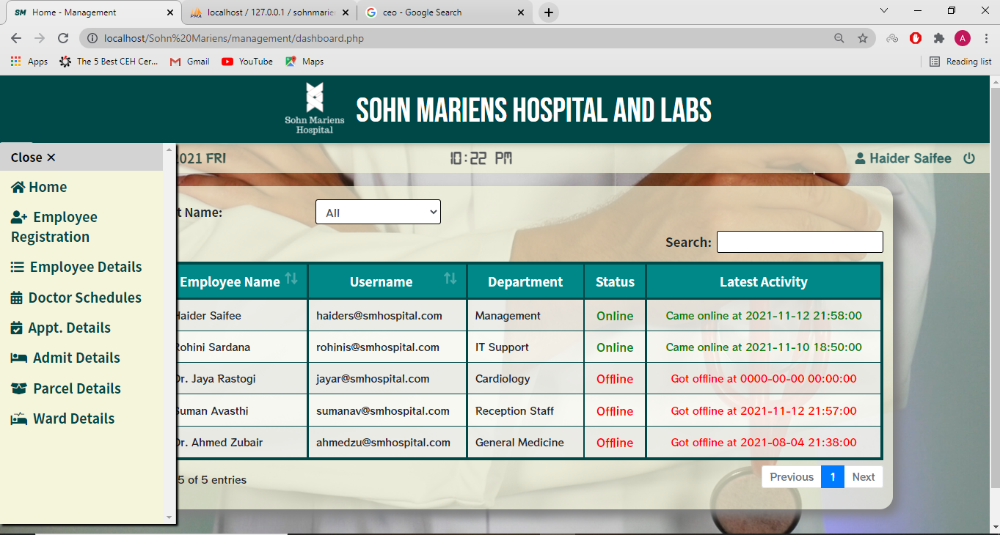 SM Home - Management
PMA localhost / 127.0.0.1 / sohnmarie
ceo - Google Search
localhost/Sohn%20Mariens/management/dashboard.php
A
Apps
The 5 Best CEH Cer...
Gmail
YouTube
Maps
Reading list
Sohn Mariens
Hospital
SOHN MARIENS HOSPITAL AND LABS
Close ×
2021 FRI
10:22 PM
Haider Saifee
Home
Employee
Registration
Employee Details
Doctor Schedules
Appt. Details
Admit Details
Parcel Details
Ward Details
t Name:
All
Search:
Employee Name Username Department Status Latest Activity
Haider Saifee haiders@smhospital.com Management Online Came online at 2021-11-12 21:58:00
Rohini Sardana rohinis@smhospital.com IT Support Online Came online at 2021-11-10 18:50:00
Dr. Jaya Rastogi jayar@smhospital.com Cardiology Offline Got offline at 0000-00-00 00:00:00
Suman Avasthi sumanav@smhospital.com Reception Staff Offline Got offline at 2021-11-12 21:57:00
Dr. Ahmed Zubair ahmedzu@smhospital.com General Medicine Offline Got offline at 2021-08-04 21:38:00
5 of 5 entries
Previous 1 Next